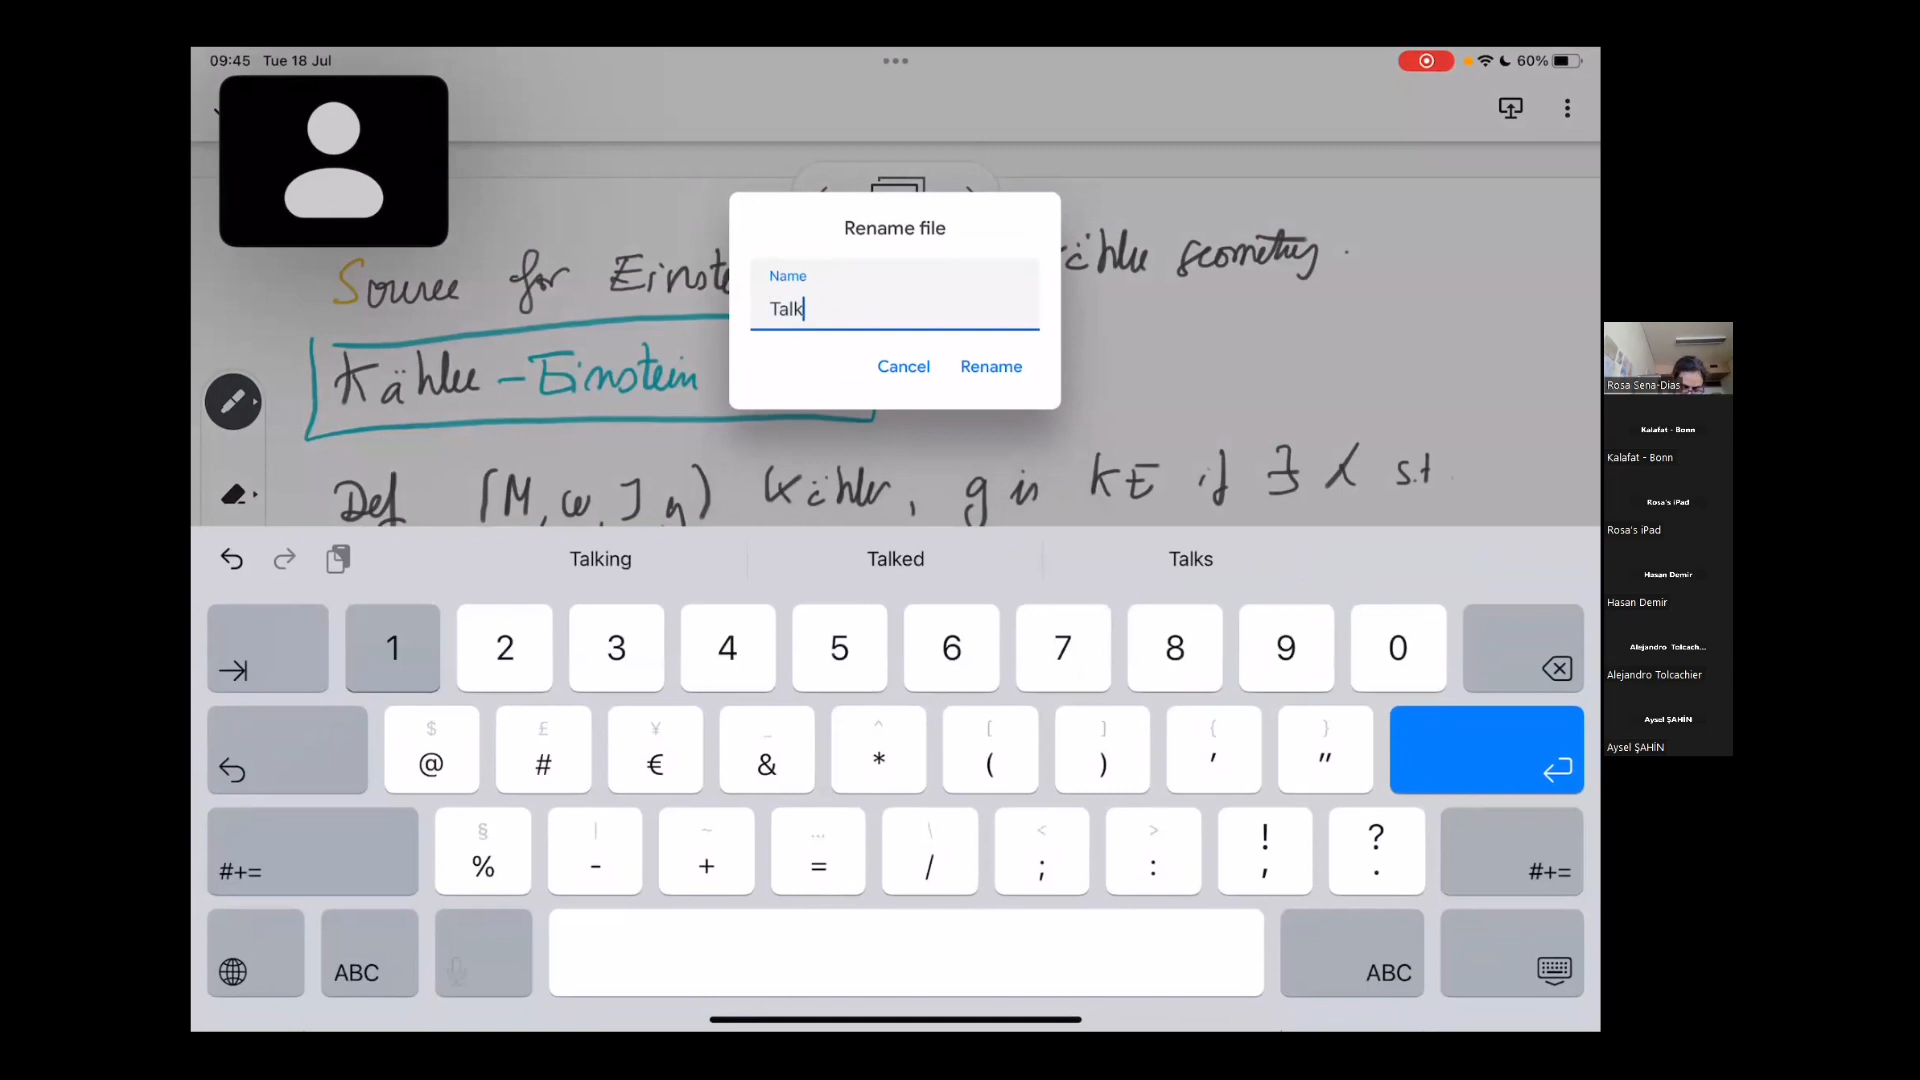 09:45 Tue 18 Jul
60%
Source for Einste ähler geometry.
Kähler-Einstein
Def (M, ω, J, g) Kähler, g is KE if ∃ λ s.t.
Rename file
Name
Talk
Cancel Rename
Talking Talked Talks
1 2 3 4 5 6 7 8 9 0
$ £ ¥ _ ^ [ ] { }
@ # € & * ( ) ' "
§ | ~ ... \ < > ! ?
#+= % - + = / ; : , . #+=
ABC ABC
Rosa Sena-Dias
Kalafat - Bonn
Kalafat - Bonn
Rosa's iPad
Rosa's iPad
Hasan Demir
Hasan Demir
Alejandro Tolcach...
Alejandro Tolcachier
Aysel ŞAHİN
Aysel ŞAHİN